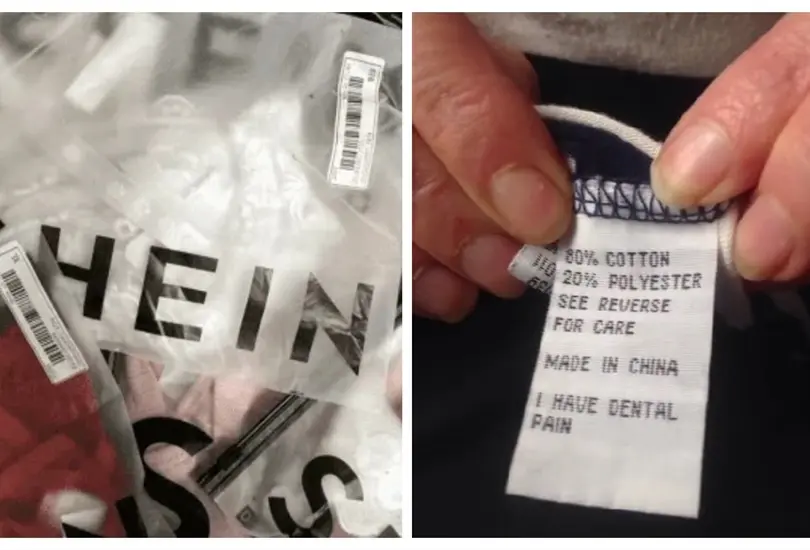 HEIN
S
80% COTTON
20% POLYESTER
SEE REVERSE
FOR CARE
MADE IN CHINA
I HAVE DENTAL
PAIN